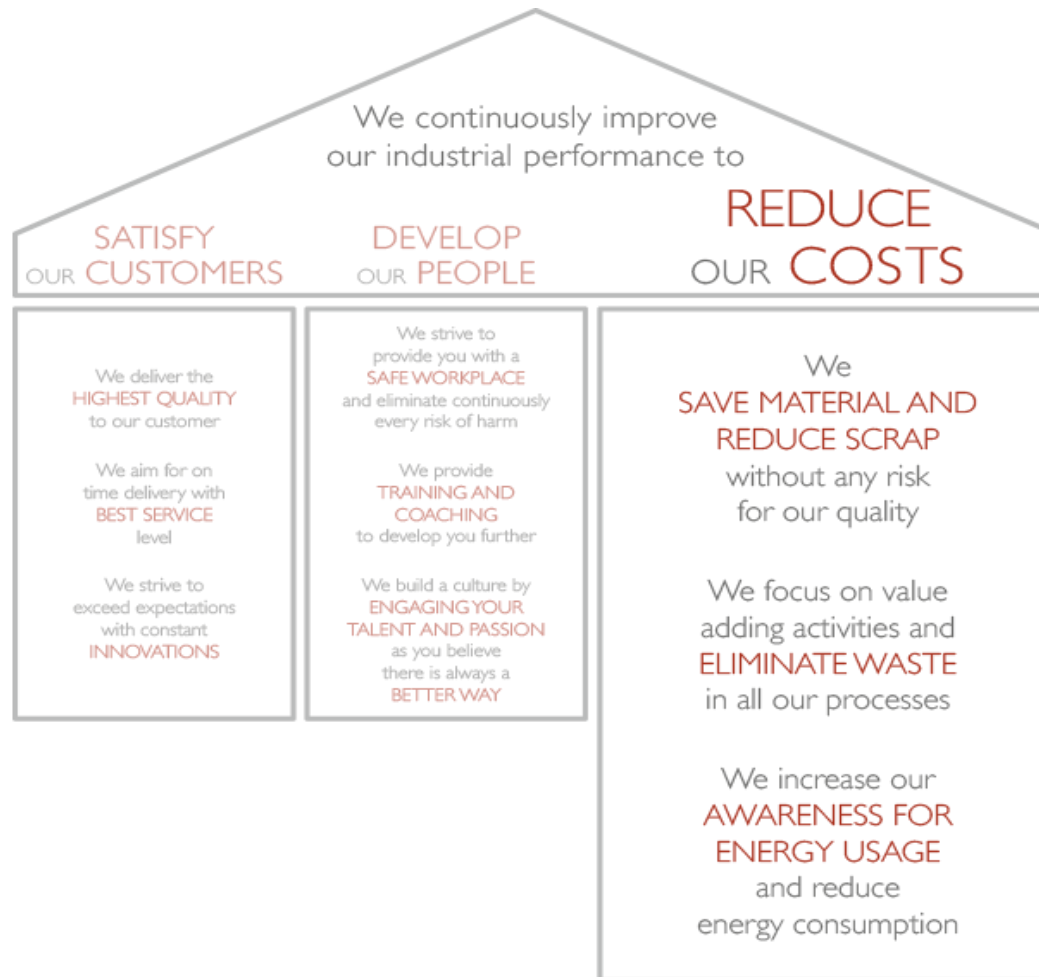 We continuously improve
our industrial performance to
SATISFY
OUR CUSTOMERS
DEVELOP
OUR PEOPLE
REDUCE
OUR COSTS
We deliver the
HIGHEST QUALITY
to our customer
We aim for on
time delivery with
BEST SERVICE
level
We strive to
exceed expectations
with constant
INNOVATIONS
We strive to
provide you with a
SAFE WORKPLACE
and eliminate continuously
every risk of harm
We provide
TRAINING AND
COACHING
to develop you further
We build a culture by
ENGAGING YOUR
TALENT AND PASSION
as you believe
there is always a
BETTER WAY
We
SAVE MATERIAL AND
REDUCE SCRAP
without any risk
for our quality
We focus on value
adding activities and
ELIMINATE WASTE
in all our processes
We increase our
AWARENESS FOR
ENERGY USAGE
and reduce
energy consumption